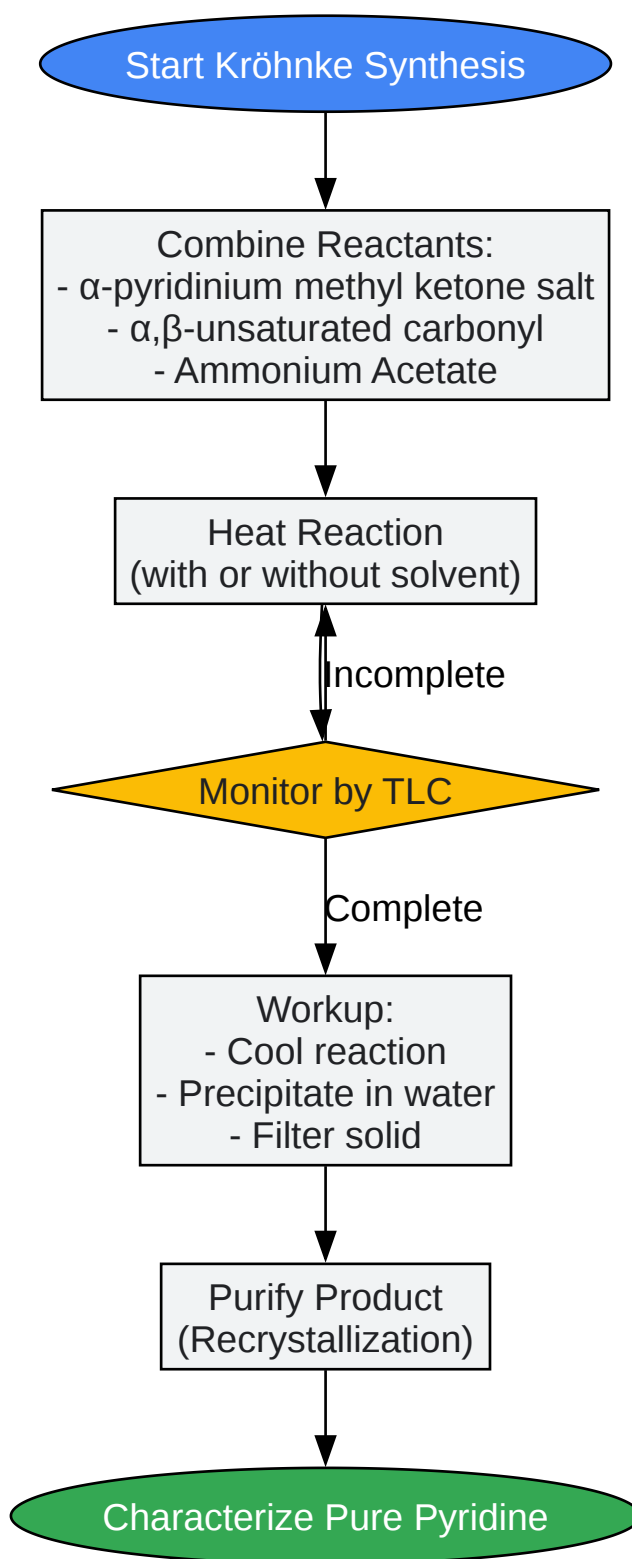 Start Kröhnke Synthesis
Combine Reactants:
- α-pyridinium methyl ketone salt
- α,β-unsaturated carbonyl
- Ammonium Acetate
Heat Reaction
(with or without solvent)
Incomplete
Monitor by TLC
Complete
Workup:
- Cool reaction
- Precipitate in water
- Filter solid
Purify Product
(Recrystallization)
Characterize Pure Pyridine